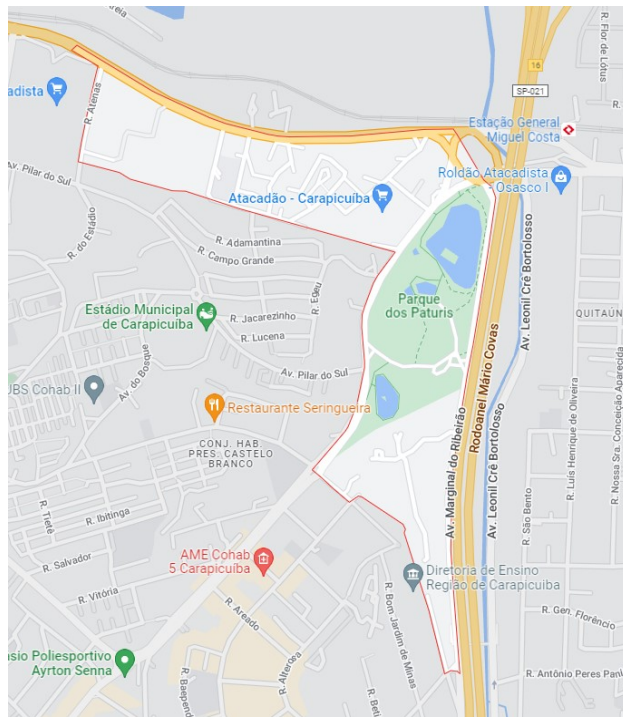 R. Flor de Lótus
adista
16
SP-021
R. Atenas
Estação General
Miguel Costa
R.
Av. Pilar do Sul
Roldão Atacadista
Osasco I
Atacadão - Carapicuíba
R. do Estádio
R. Adamantina
R. Campo Grande
Av. Leonil Crê Bortolosso
R. Egeu
Parque
dos Paturis
Estádio Municipal
de Carapicuíba
R. Jacarezinho
QUITAÚN
R. Lucena
Rodoanel Mário Covas
Av. do Bosque
Av. Pilar do Sul
UBS Cohab II
Restaurante Seringueira
Av. Marginal do Ribeirão
Av. Leonil Crê Bortolosso
R. Luís Henrique de Oliveira
R. Nossa Sra. Conceição Aparecida
CONJ. HAB.
PRES. CASTELO
BRANCO
R. São Bento
R. Tietê
R. Ibitinga
R. Salvador
AME Cohab
5 Carapicuíba
Diretoria de Ensino
Região de Carapicuiba
R. Vitória
R. Areado
R. Bom Jardim de Minas
R. Gen. Florêncio
sio Poliesportivo
Ayrton Senna
R. Alterosa
R. Antônio Peres Pan
R. Baepend
R. Beti